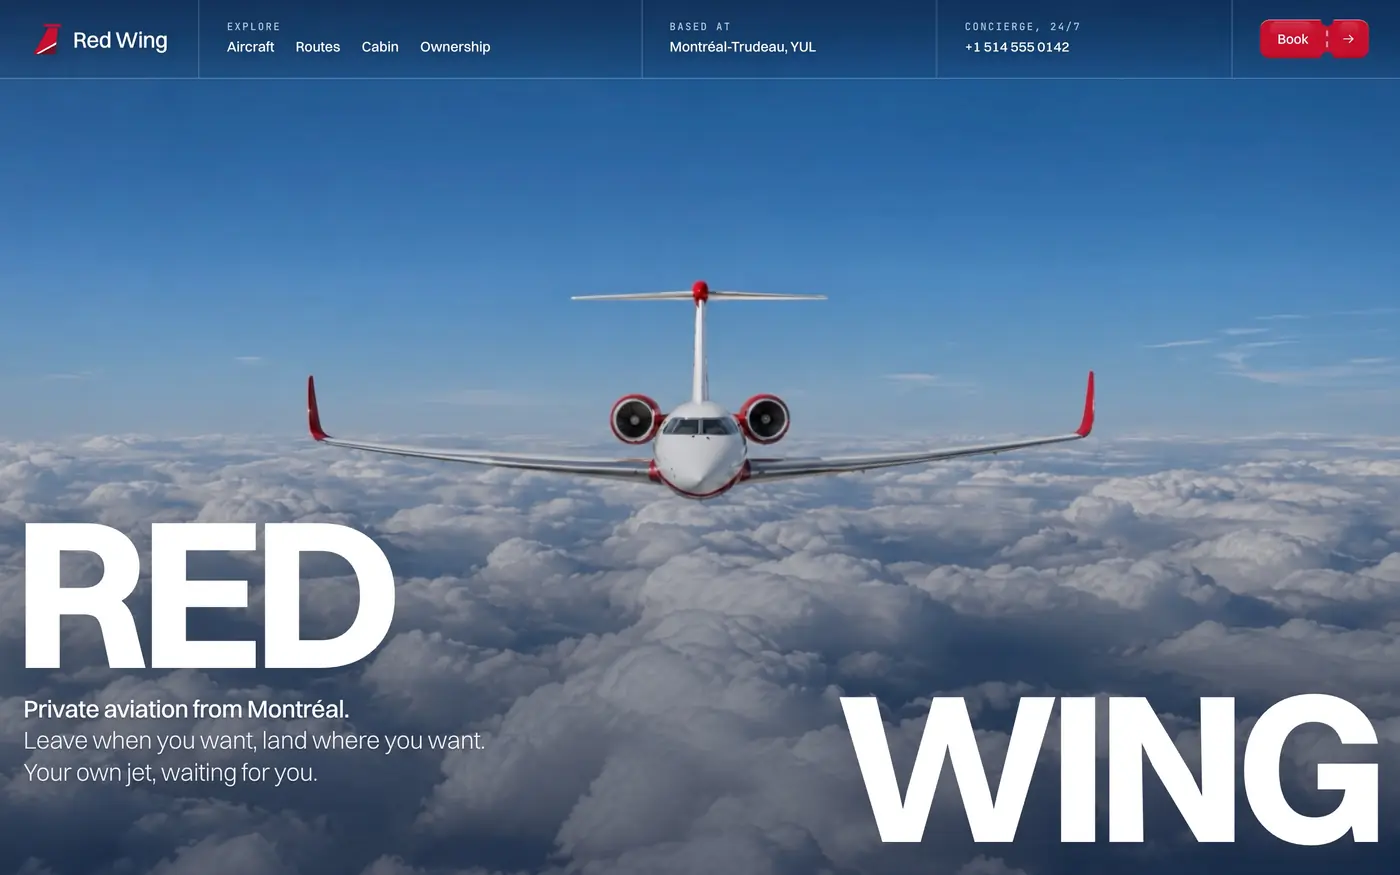 Red Wing
EXPLORE
Aircraft Routes Cabin Ownership
BASED AT
Montréal-Trudeau, YUL
CONCIERGE, 24/7
+1 514 555 0142
Book →
RED
Private aviation from Montréal.
Leave when you want, land where you want.
Your own jet, waiting for you.
WING